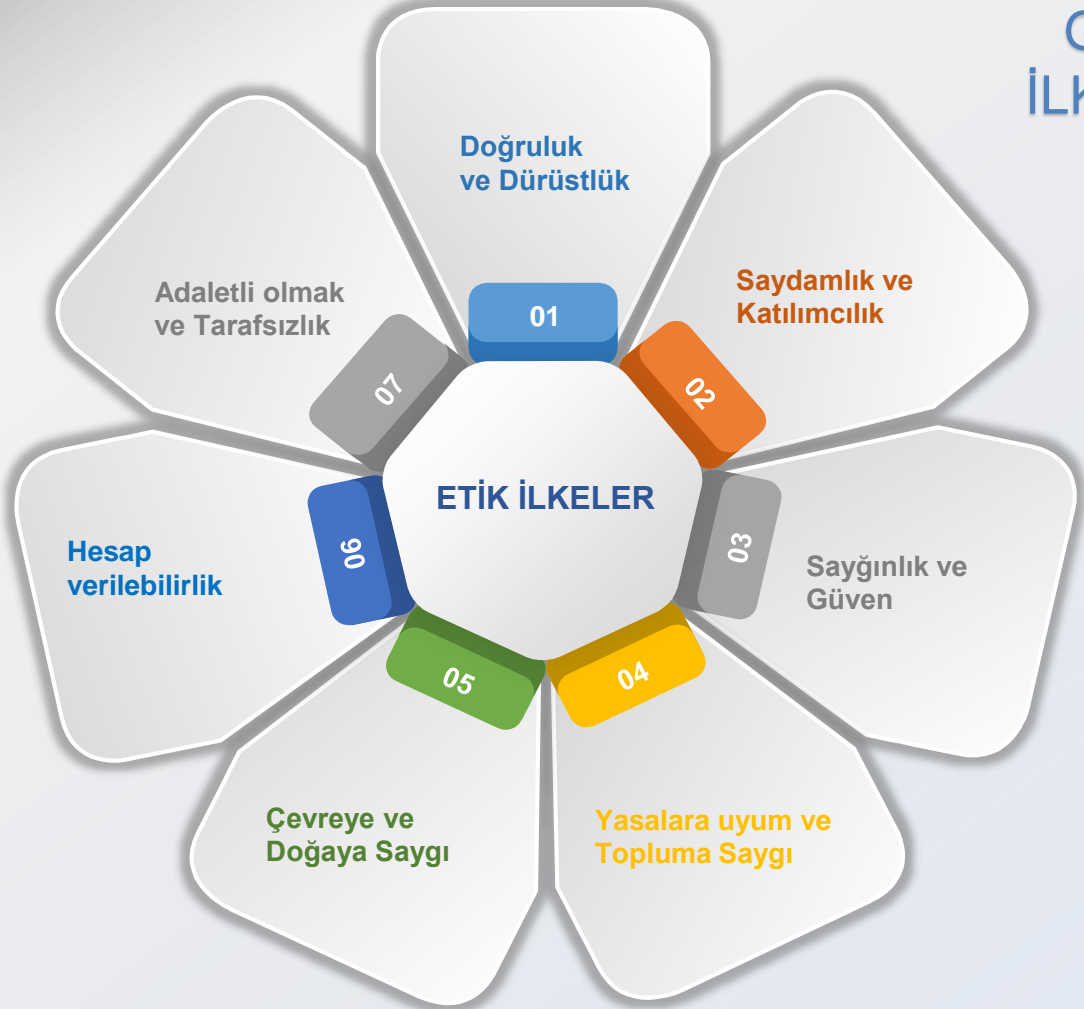 İLK
Doğruluk
ve Dürüstlük
01
Saydamlık ve
Katılımcılık
02
Sayğınlık ve
Güven
03
Yasalara uyum ve
Topluma Saygı
04
Çevreye ve
Doğaya Saygı
05
Hesap
verilebilirlik
06
Adaletli olmak
ve Tarafsızlık
07
ETİK İLKELER